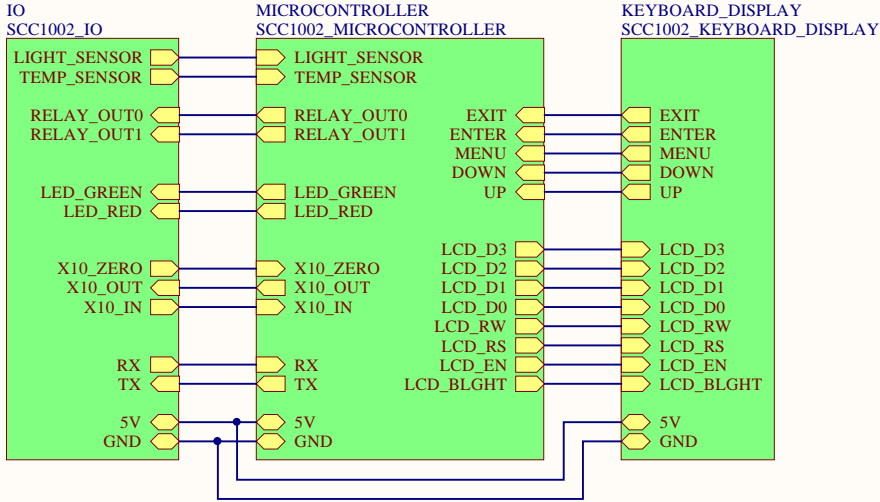 IO
SCC1002_IO
LIGHT_SENSOR
TEMP_SENSOR
RELAY_OUT0
RELAY_OUT1
LED_GREEN
LED_RED
X10_ZERO
X10_OUT
X10_IN
RX
TX
5V
GND
MICROCONTROLLER
SCC1002_MICROCONTROLLER
LIGHT_SENSOR
TEMP_SENSOR
RELAY_OUT0
RELAY_OUT1
LED_GREEN
LED_RED
X10_ZERO
X10_OUT
X10_IN
RX
TX
5V
GND
EXIT
ENTER
MENU
DOWN
UP
LCD_D3
LCD_D2
LCD_D1
LCD_D0
LCD_RW
LCD_RS
LCD_EN
LCD_BLGHT
KEYBOARD_DISPLAY
SCC1002_KEYBOARD_DISPLAY
EXIT
ENTER
MENU
DOWN
UP
LCD_D3
LCD_D2
LCD_D1
LCD_D0
LCD_RW
LCD_RS
LCD_EN
LCD_BLGHT
5V
GND